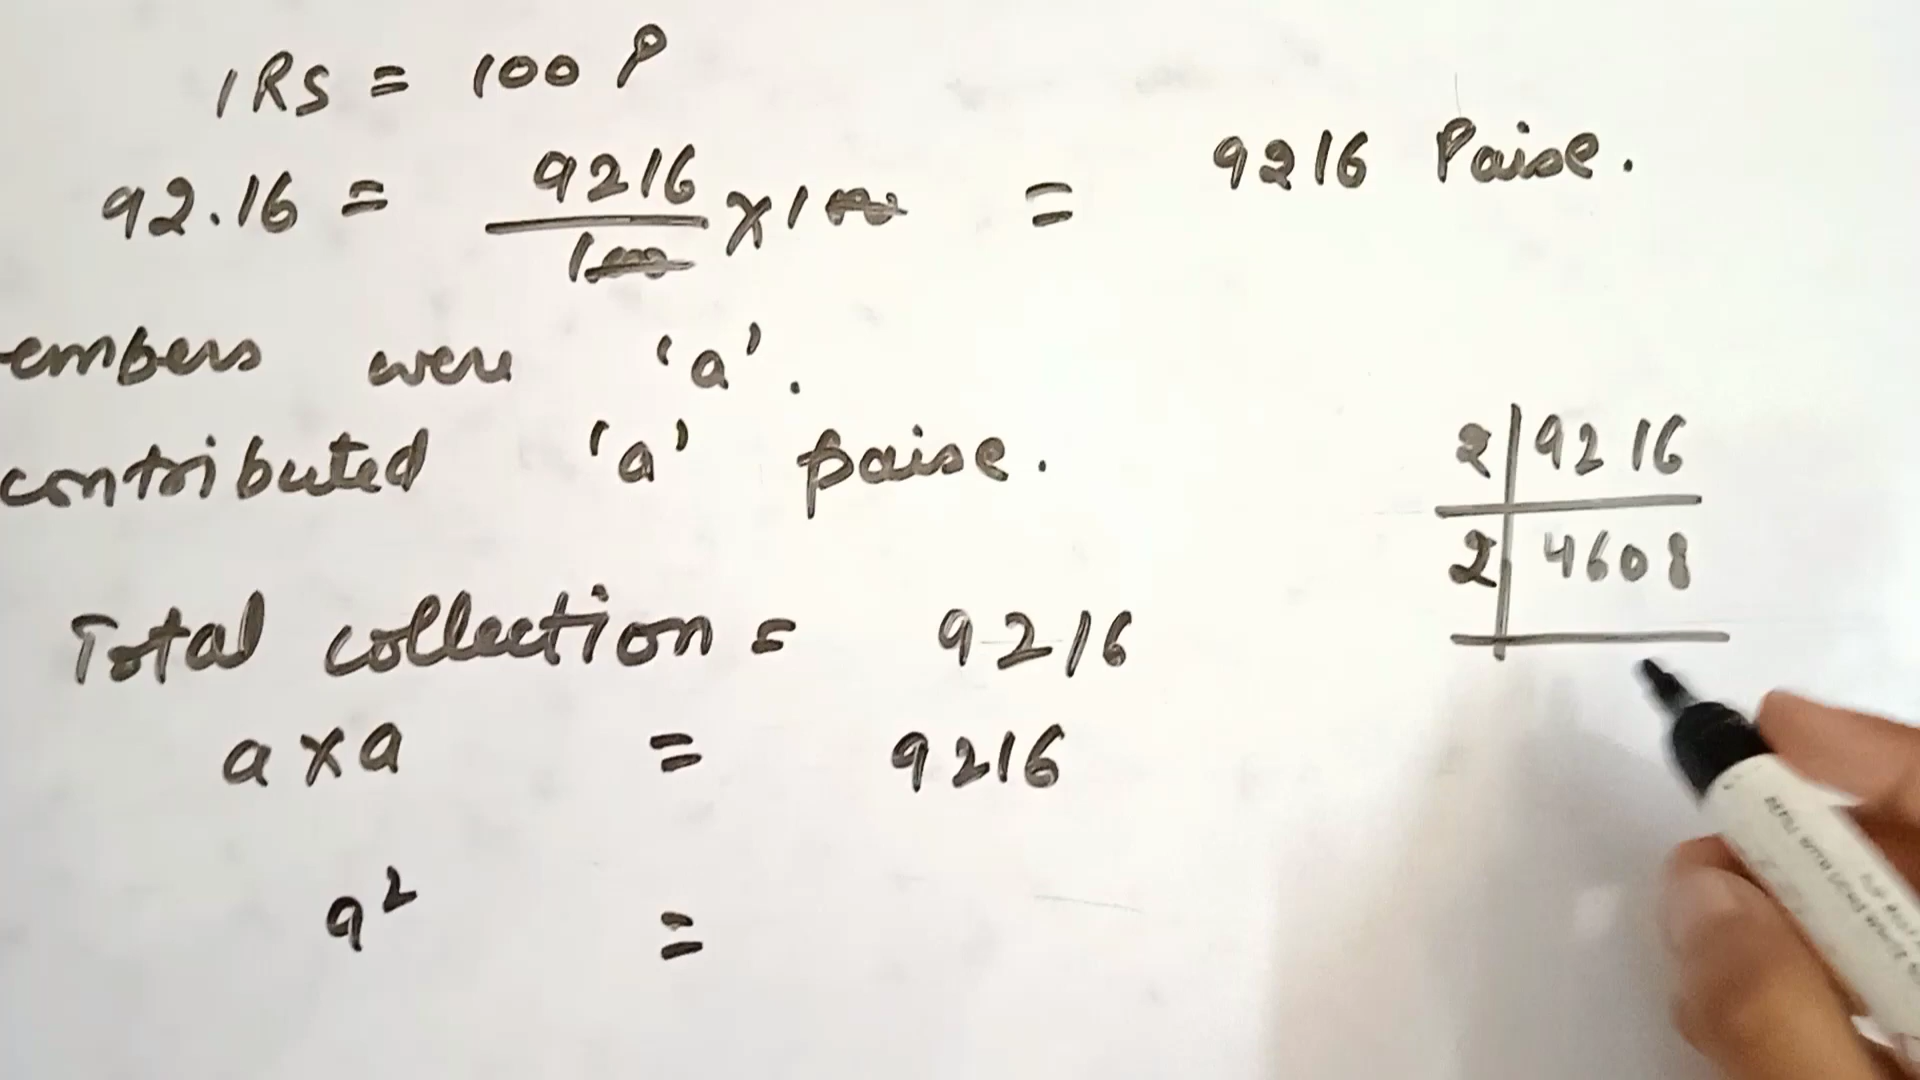 1RS = 100 P
92.16 = 9216/100 x 100 = 9216 Paise.
embers were 'a'.
contributed 'a' paise.
2 | 9216
2 | 4608
Total collection = 9216
a x a = 9216
a² =